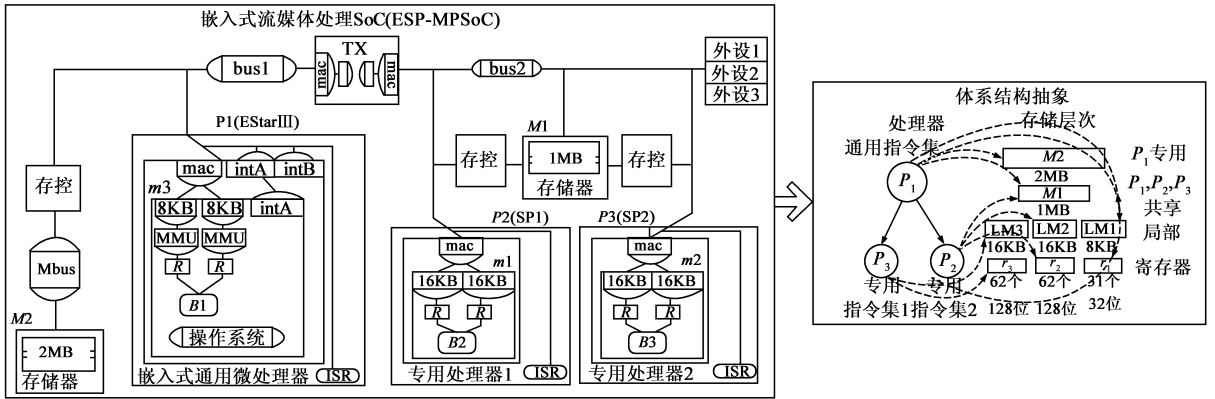 嵌入式流媒体处理SoC(ESP-MPSoC)
bus1
mac
TX
mac
bus2
外设1
外设2
外设3
P1(EStarⅢ)
mac
intA
intB
m3
8KB
8KB
intA
MMU
MMU
R
R
B1
操作系统
嵌入式通用微处理器
ISR
存控
Mbus
M2
2MB
存储器
存控
M1
1MB
存储器
存控
P2(SP1)
mac
m1
16KB
16KB
R
R
B2
专用处理器1
ISR
P3(SP2)
mac
m2
16KB
16KB
R
R
B3
专用处理器2
ISR
体系结构抽象
处理器
存储层次
通用指令集
P1
M2
P1专用
2MB
M1
P1,P2,P3
1MB
共享
LM3
LM2
LM1
局部
16KB
16KB
8KB
P3
P2
r3
r2
r1
寄存器
专用
专用
62个
62个
31个
指令集1指令集2
128位
128位
32位